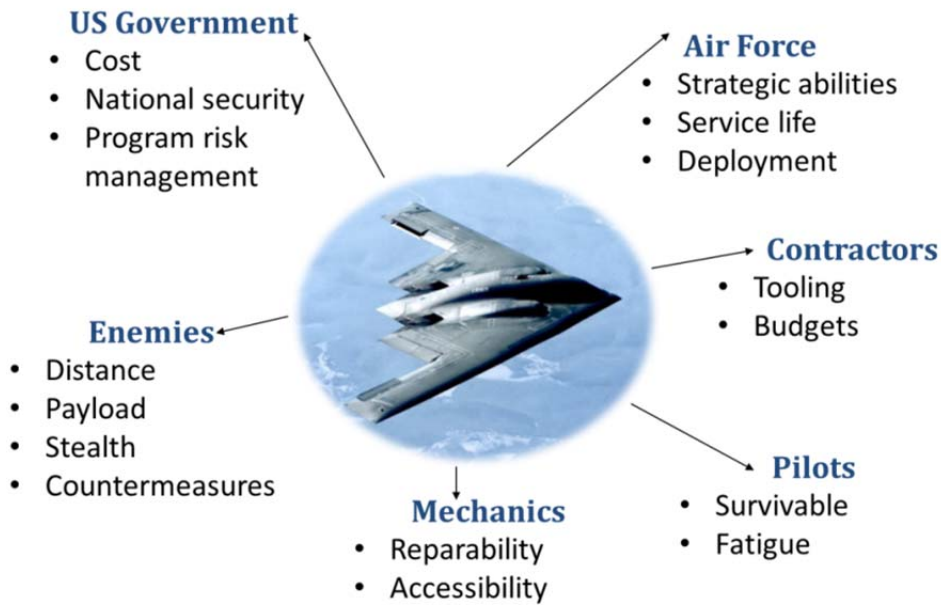 US Government
• Cost
• National security
• Program risk
management
Air Force
• Strategic abilities
• Service life
• Deployment
Contractors
• Tooling
• Budgets
Enemies
• Distance
• Payload
• Stealth
• Countermeasures
Mechanics
• Reparability
• Accessibility
Pilots
• Survivable
• Fatigue